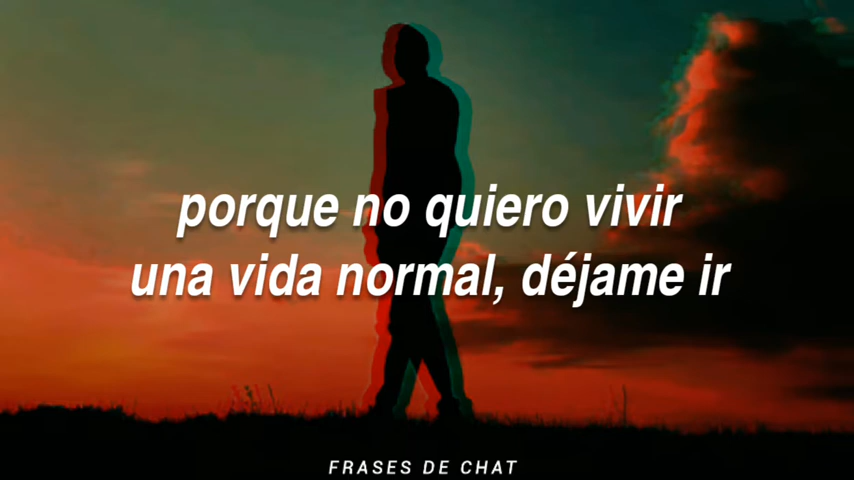 porque no quiero vivir
una vida normal, déjame ir
FRASES DE CHAT